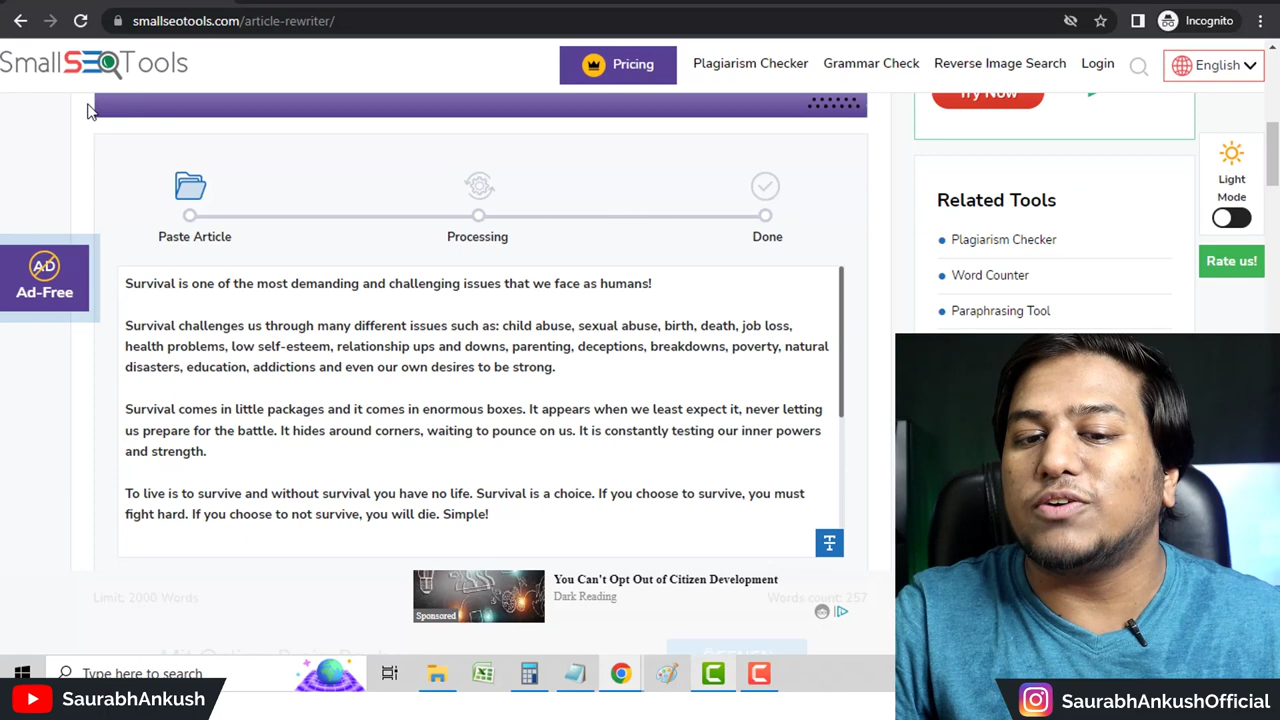 smallseotools.com/article-rewriter/
Incognito
SmallSEOTools
Pricing
Plagiarism Checker
Grammar Check
Reverse Image Search
Login
English
Try Now
Paste Article
Processing
Done
Survival is one of the most demanding and challenging issues that we face as humans!
Survival challenges us through many different issues such as: child abuse, sexual abuse, birth, death, job loss,
health problems, low self-esteem, relationship ups and downs, parenting, deceptions, breakdowns, poverty, natural
disasters, education, addictions and even our own desires to be strong.
Survival comes in little packages and it comes in enormous boxes. It appears when we least expect it, never letting
us prepare for the battle. It hides around corners, waiting to pounce on us. It is constantly testing our inner powers
and strength.
To live is to survive and without survival you have no life. Survival is a choice. If you choose to survive, you must
fight hard. If you choose to not survive, you will die. Simple!
AD
Ad-Free
Related Tools
Plagiarism Checker
Word Counter
Paraphrasing Tool
Light
Mode
Rate us!
Limit: 2000 Words
Words count: 257
Sponsored
You Can't Opt Out of Citizen Development
Dark Reading
Type here to search
SaurabhAnkush
SaurabhAnkushOfficial